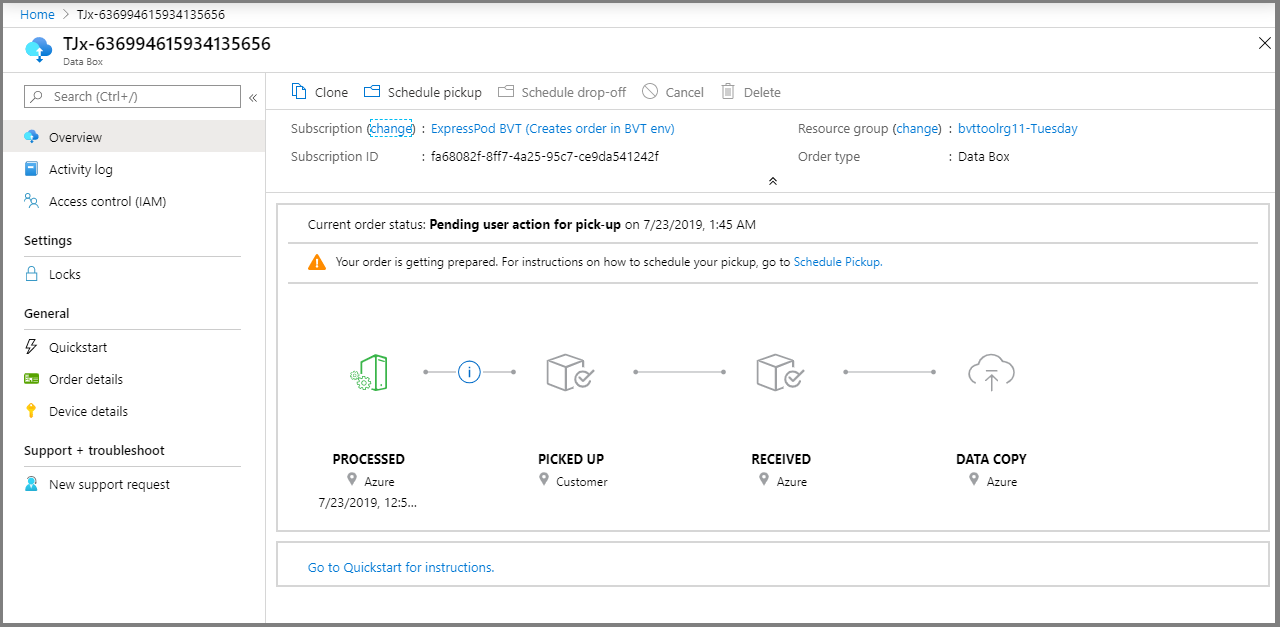 Home > TJx-636994615934135656
TJx-636994615934135656
Data Box
Search (Ctrl+/) «
Clone Schedule pickup Schedule drop-off Cancel Delete
Subscription (change) : ExpressPod BVT (Creates order in BVT env) Resource group (change) : bvttoolrg11-Tuesday
Subscription ID : fa68082f-8ff7-4a25-95c7-ce9da541242f Order type : Data Box
Overview
Activity log
Access control (IAM)
Settings
Locks
General
Quickstart
Order details
Device details
Support + troubleshoot
New support request
Current order status: Pending user action for pick-up on 7/23/2019, 1:45 AM
Your order is getting prepared. For instructions on how to schedule your pickup, go to Schedule Pickup.
PROCESSED PICKED UP RECEIVED DATA COPY
Azure Customer Azure Azure
7/23/2019, 12:5...
Go to Quickstart for instructions.